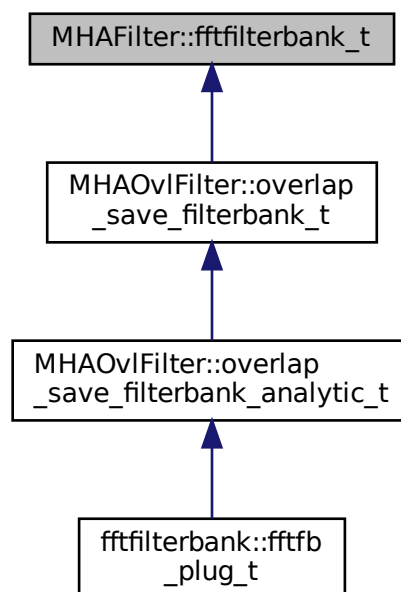 MHAFilter::fftfilterbank_t
MHAOvlFilter::overlap
_save_filterbank_t
MHAOvlFilter::overlap
_save_filterbank_analytic_t
fftfilterbank::fftfb
_plug_t